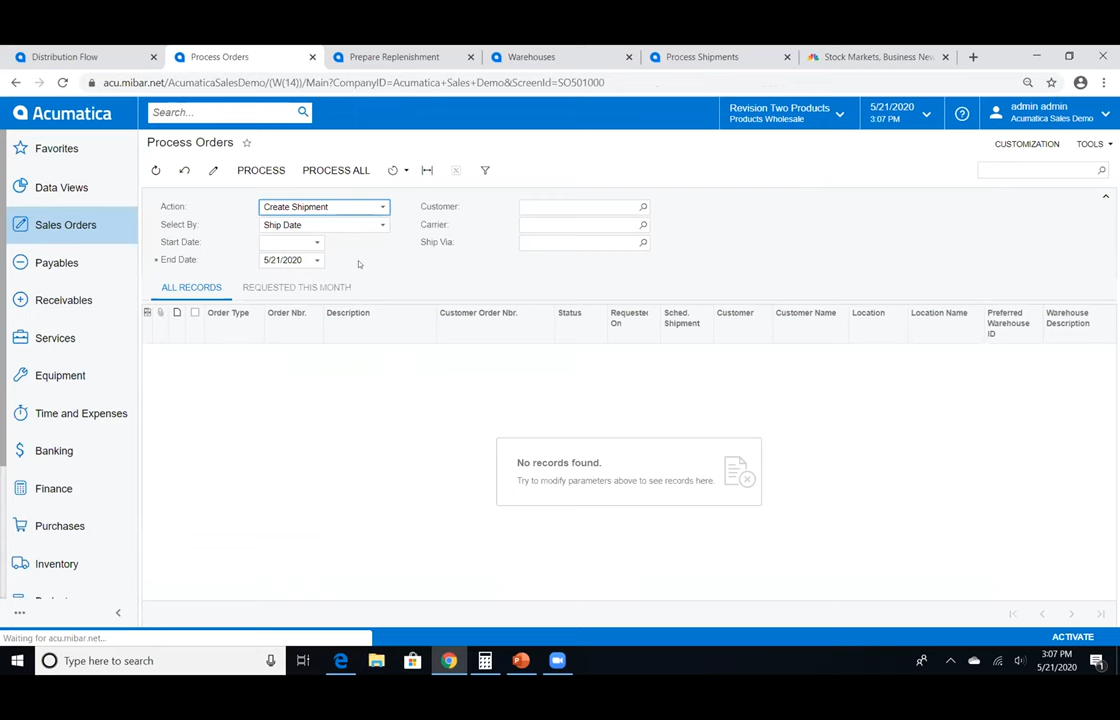 Distribution Flow
Process Orders
Prepare Replenishment
Warehouses
Process Shipments
Stock Markets, Business New
acu.mibar.net/AcumaticaSalesDemo/(W(14))/Main?CompanyID=Acumatica+Sales+Demo&ScreenId=SO501000
Acumatica
Search...
Revision Two Products
Products Wholesale
5/21/2020
3:07 PM
admin admin
Acumatica Sales Demo
Favorites
Data Views
Sales Orders
Payables
Receivables
Services
Equipment
Time and Expenses
Banking
Finance
Purchases
Inventory
Process Orders
CUSTOMIZATION
TOOLS
PROCESS
PROCESS ALL
Action:
Create Shipment
Customer:
Select By:
Ship Date
Carrier:
Start Date:
Ship Via:
* End Date:
5/21/2020
ALL RECORDS
REQUESTED THIS MONTH
Order Type
Order Nbr.
Description
Customer Order Nbr.
Status
Requested
On
Sched.
Shipment
Customer
Customer Name
Location
Location Name
Preferred
Warehouse
ID
Warehouse
Description
No records found.
Try to modify parameters above to see records here.
Waiting for acu.mibar.net...
ACTIVATE
Type here to search
3:07 PM
5/21/2020